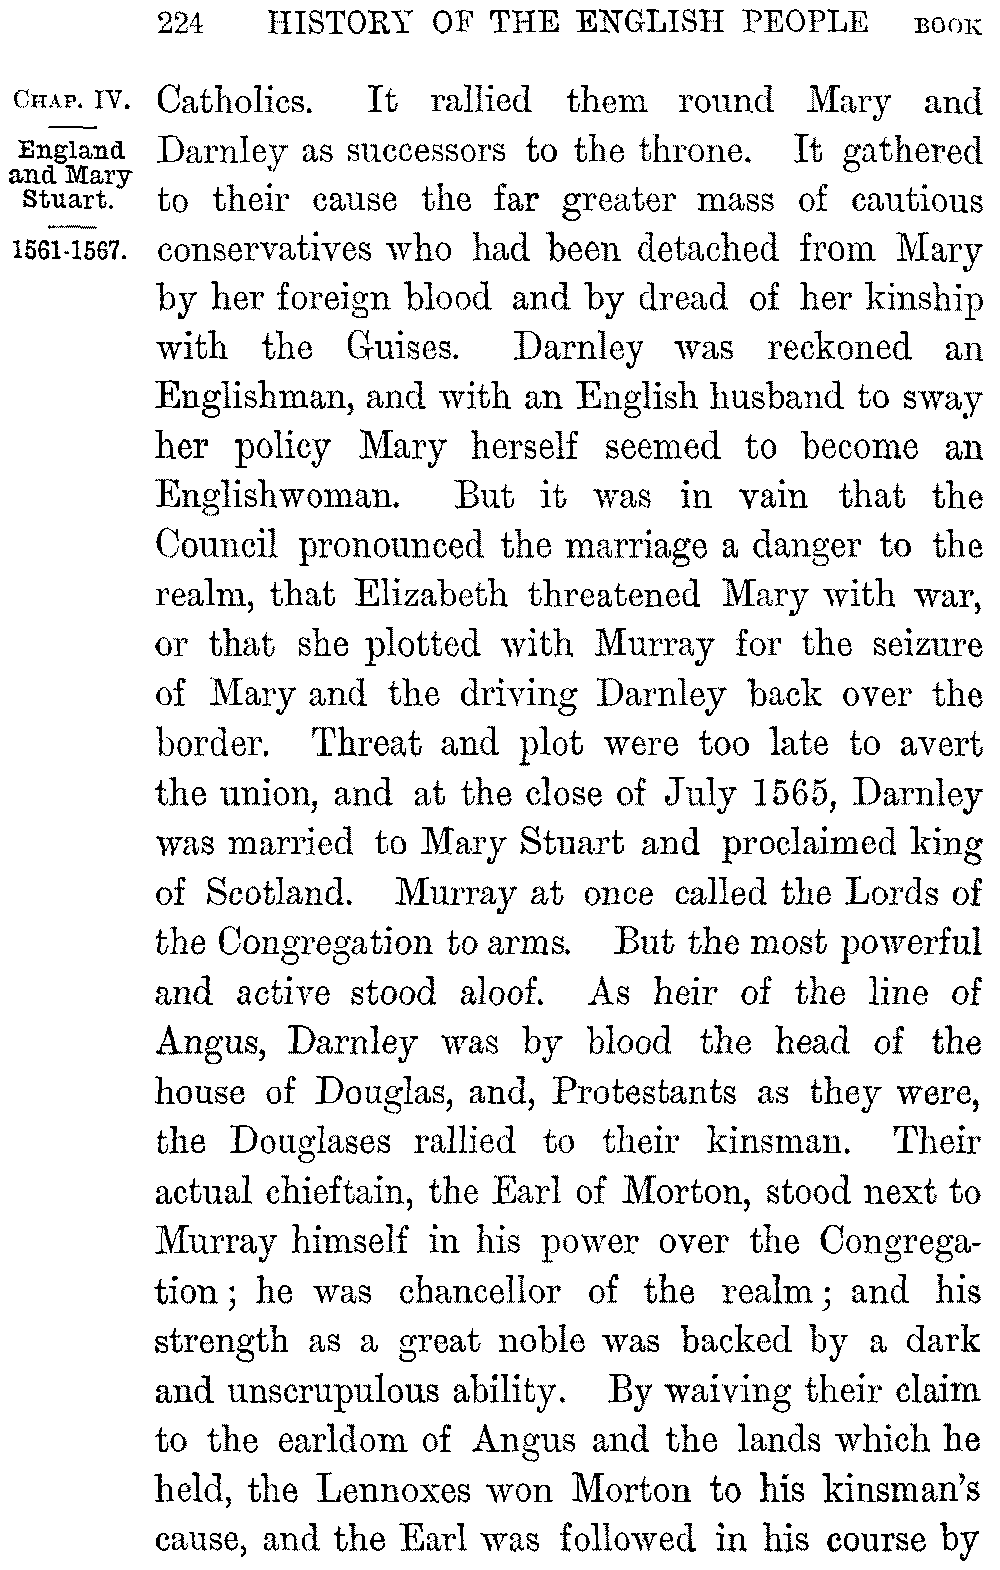 224 HISTORY OF THE ENGLISH PEOPLE BOOK
CHAP. IV.
England
and Mary
Stuart.
1561-1567.
Catholics. It rallied them round Mary and
Darnley as successors to the throne. It gathered
to their cause the far greater mass of cautious
conservatives who had been detached from Mary
by her foreign blood and by dread of her kinship
with the Guises. Darnley was reckoned an
Englishman, and with an English husband to sway
her policy Mary herself seemed to become an
Englishwoman. But it was in vain that the
Council pronounced the marriage a danger to the
realm, that Elizabeth threatened Mary with war,
or that she plotted with Murray for the seizure
of Mary and the driving Darnley back over the
border. Threat and plot were too late to avert
the union, and at the close of July 1565, Darnley
was married to Mary Stuart and proclaimed king
of Scotland. Murray at once called the Lords of
the Congregation to arms. But the most powerful
and active stood aloof. As heir of the line of
Angus, Darnley was by blood the head of the
house of Douglas, and, Protestants as they were,
the Douglases rallied to their kinsman. Their
actual chieftain, the Earl of Morton, stood next to
Murray himself in his power over the Congrega-
tion; he was chancellor of the realm; and his
strength as a great noble was backed by a dark
and unscrupulous ability. By waiving their claim
to the earldom of Angus and the lands which he
held, the Lennoxes won Morton to his kinsman's
cause, and the Earl was followed in his course by